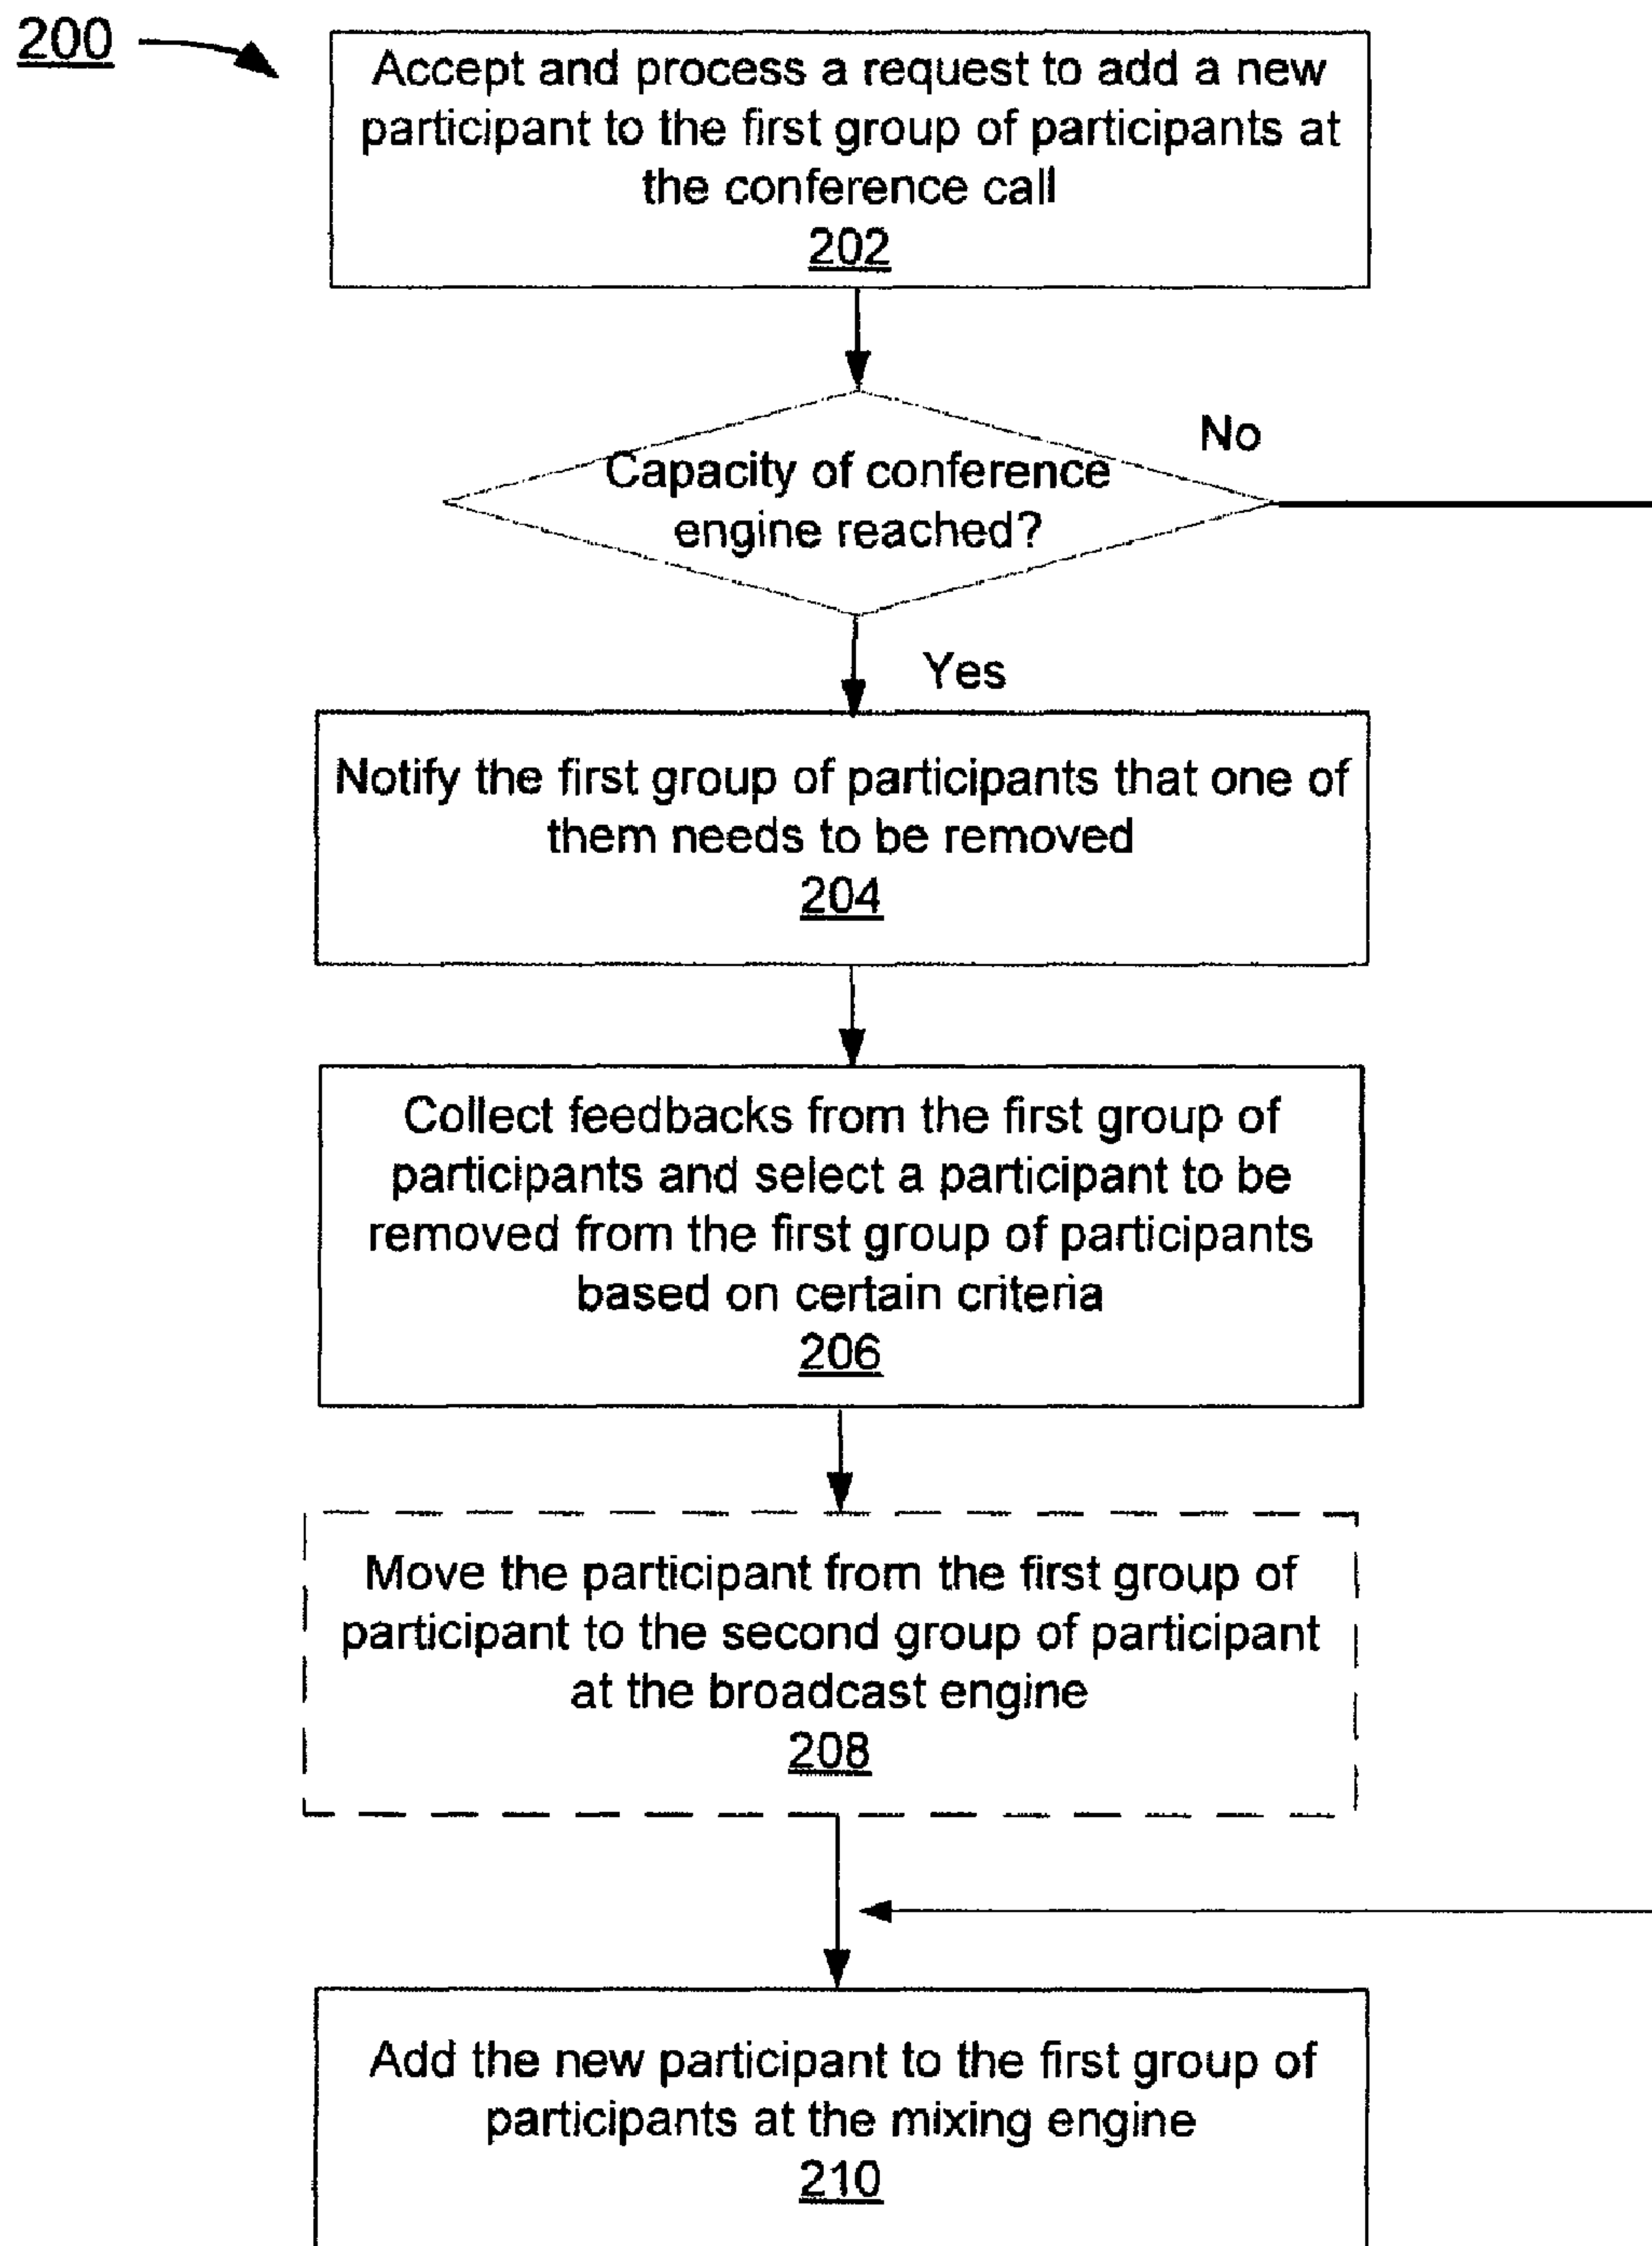 200
Accept and process a request to add a new
participant to the first group of participants at
the conference call
202
No
Capacity of conference
engine reached?
Yes
Notify the first group of participants that one of
them needs to be removed
204
Collect feedbacks from the first group of
participants and select a participant to be
removed from the first group of participants
based on certain criteria
206
Move the participant from the first group of
participant to the second group of participant
at the broadcast engine
208
Add the new participant to the first group of
participants at the mixing engine
210